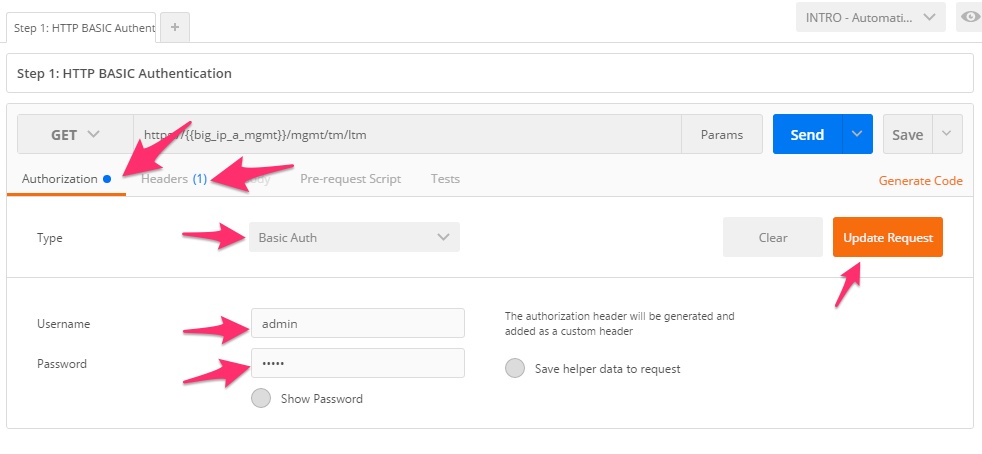 Step 1: HTTP BASIC Authent
+
INTRO - Automati...
Step 1: HTTP BASIC Authentication
GET
https://{{big_ip_a_mgmt}}/mgmt/tm/ltm
Params
Send
Save
Authorization
Headers (1)
Pre-request Script
Tests
Generate Code
Type
Basic Auth
Clear
Update Request
Username
admin
The authorization header will be generated and
added as a custom header
Password
•••••
Save helper data to request
Show Password